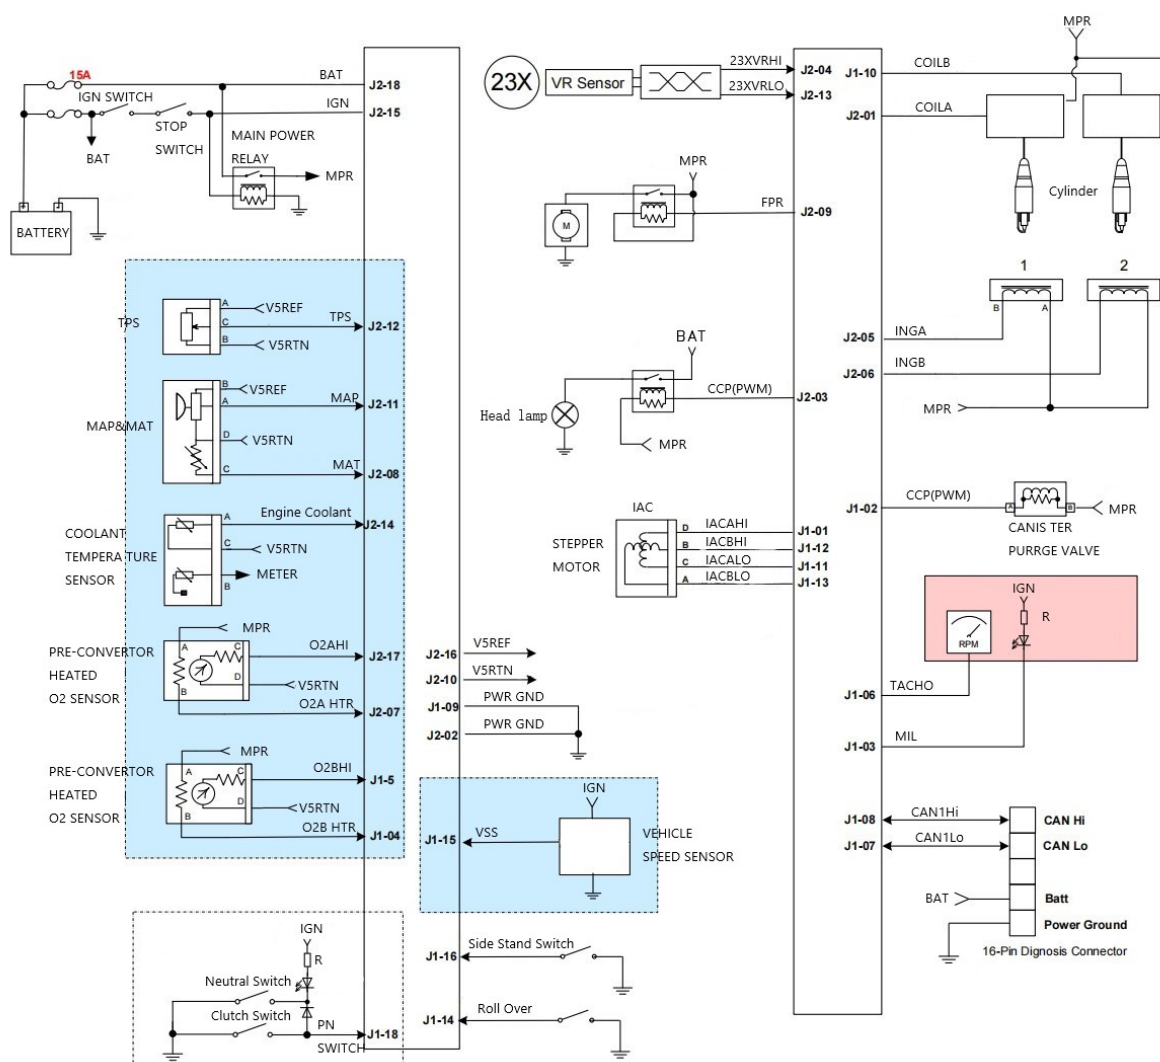 15A
BAT
J2-18
IGN SWITCH
IGN
J2-15
STOP
SWITCH
BAT
MAIN POWER
RELAY
MPR
BATTERY
TPS
A
V5REF
C
TPS
J2-12
B
V5RTN
MAP&MAT
B
V5REF
A
MAP
J2-11
D
V5RTN
C
MAT
J2-08
COOLANT
TEMPERATURE
SENSOR
A
Engine Coolant
J2-14
C
V5RTN
METER
B
PRE-CONVERTOR
HEATED
O2 SENSOR
MPR
A
C
O2AHI
J2-17
D
V5RTN
B
O2A HTR
J2-07
PRE-CONVERTOR
HEATED
O2 SENSOR
MPR
A
C
O2BHI
J1-5
D
V5RTN
B
O2B HTR
J1-04
IGN
R
Neutral Switch
Clutch Switch
PN
SWITCH
J1-18
J2-16
V5REF
J2-10
V5RTN
J1-09
PWR GND
J2-02
PWR GND
IGN
J1-15
VSS
VEHICLE
SPEED SENSOR
J1-16
Side Stand Switch
J1-14
Roll Over
23X
VR Sensor
23XVRHI
J2-04
23XVRLO
J2-13
MPR
M
FPR
J2-09
BAT
Head lamp
CCP(PWM)
J2-03
MPR
IAC
STEPPER
MOTOR
D
IACAHI
J1-01
B
IACBHI
J1-12
C
IACALO
J1-11
A
IACBLO
J1-13
MPR
J1-10
COILB
J2-01
COILA
Cylinder
1
2
B
A
J2-05
INGA
J2-06
INGB
MPR
J1-02
CCP(PWM)
A
B
MPR
CANIS TER
PURRGE VALVE
IGN
R
RPM
J1-06
TACHO
J1-03
MIL
J1-08
CAN1Hi
CAN Hi
J1-07
CAN1Lo
CAN Lo
BAT
Batt
Power Ground
16-Pin Dignosis Connector